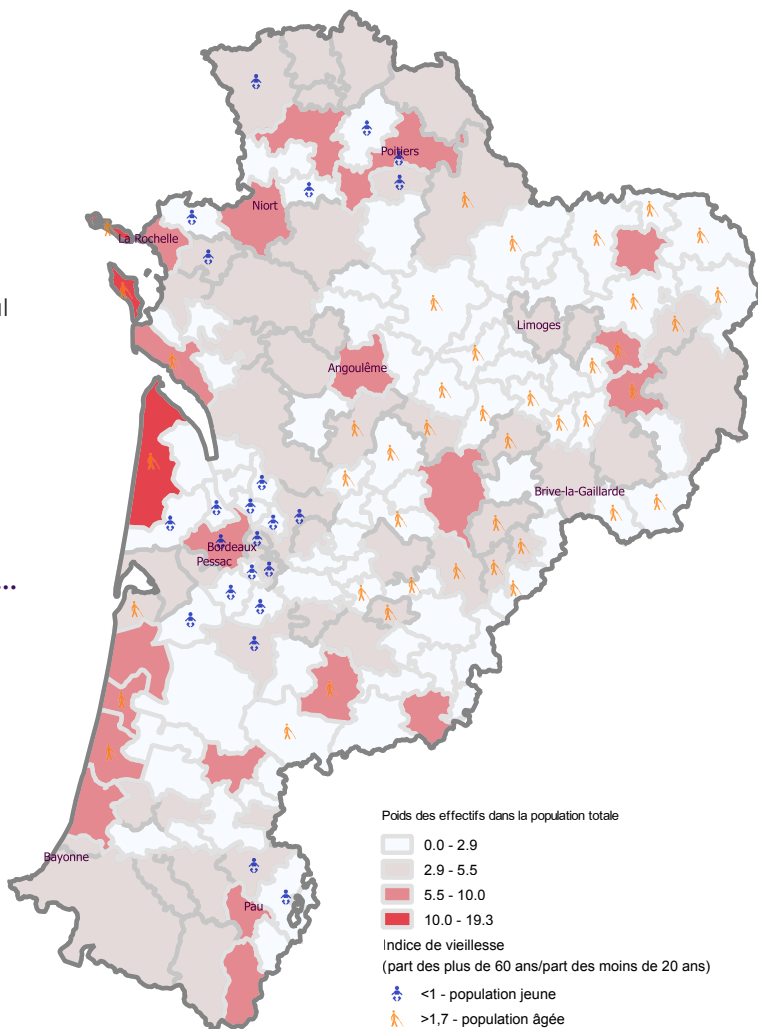 Poitiers
Niort
La Rochelle
Limoges
Angoulême
Brive-la-Gaillarde
Bordeaux
Pessac
...
Bayonne
Pau
Poids des effectifs dans la population totale
0.0 - 2.9
2.9 - 5.5
5.5 - 10.0
10.0 - 19.3
Indice de vieillesse
(part des plus de 60 ans/part des moins de 20 ans)
<1 - population jeune
>1,7 - population âgée